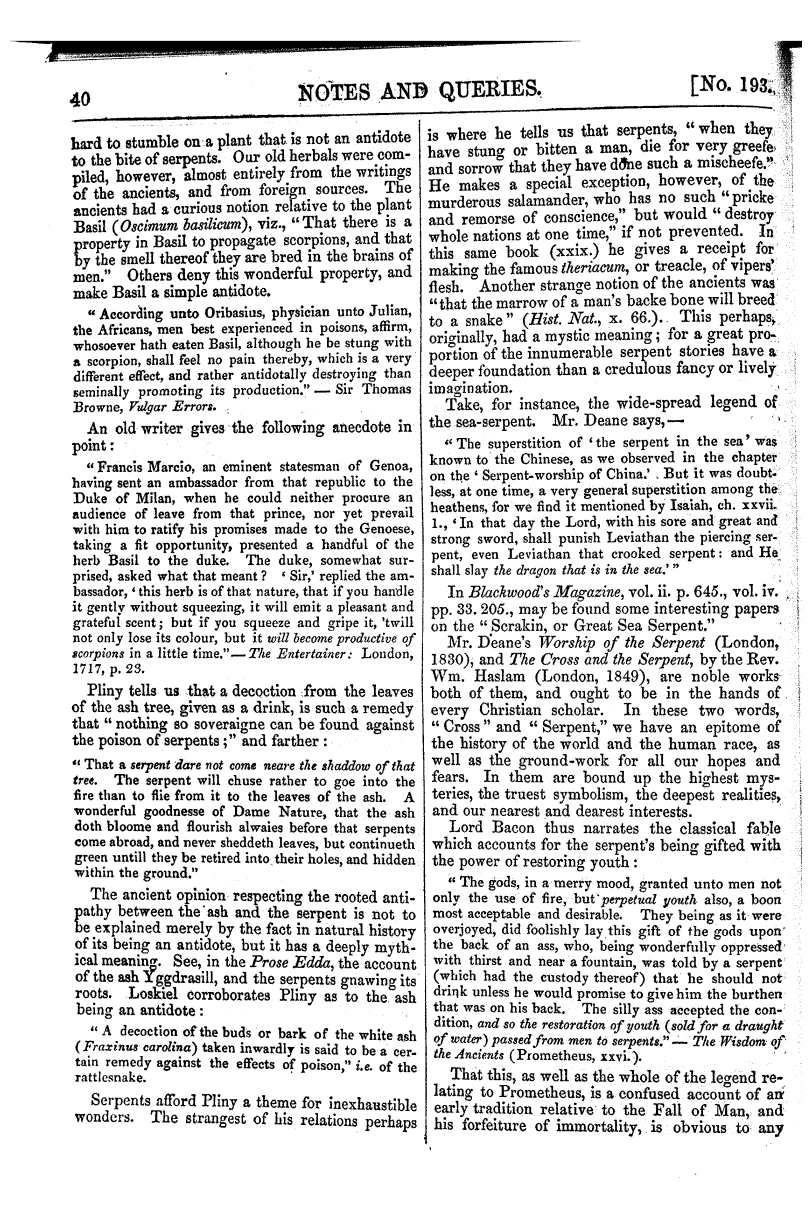 40
NOTES AND QUERIES.
[No. 193.
hard to stumble on a plant that is not an antidote
to the bite of serpents. Our old herbals were com-
piled, however, almost entirely from the writings
of the ancients, and from foreign sources. The
ancients had a curious notion relative to the plant
Basil (Oscimum basilicum), viz., "That there is a
property in Basil to propagate scorpions, and that
by the smell thereof they are bred in the brains of
men." Others deny this wonderful property, and
make Basil a simple antidote.
"According unto Oribasius, physician unto Julian,
the Africans, men best experienced in poisons, affirm,
whosoever hath eaten Basil, although he be stung with
a scorpion, shall feel no pain thereby, which is a very
different effect, and rather antidotally destroying than
seminally promoting its production." — Sir Thomas
Browne, Vulgar Errors.
An old writer gives the following anecdote in
point:
"Francis Marcio, an eminent statesman of Genoa,
having sent an ambassador from that republic to the
Duke of Milan, when he could neither procure an
audience of leave from that prince, nor yet prevail
with him to ratify his promises made to the Genoese,
taking a fit opportunity, presented a handful of the
herb Basil to the duke. The duke, somewhat sur-
prised, asked what that meant? 'Sir,' replied the am-
bassador, 'this herb is of that nature, that if you handle
it gently without squeezing, it will emit a pleasant and
grateful scent; but if you squeeze and gripe it, 'twill
not only lose its colour, but it will become productive of
scorpions in a little time."— The Entertainer: London,
1717, p. 23.
Pliny tells us that a decoction from the leaves
of the ash tree, given as a drink, is such a remedy
that "nothing so soveraigne can be found against
the poison of serpents;" and farther:
"That a serpent dare not come neare the shaddow of that
tree. The serpent will chuse rather to goe into the
fire than to flie from it to the leaves of the ash. A
wonderful goodnesse of Dame Nature, that the ash
doth bloome and flourish alwaies before that serpents
come abroad, and never sheddeth leaves, but continueth
green untill they be retired into their holes, and hidden
within the ground."
The ancient opinion respecting the rooted anti-
pathy between the ash and the serpent is not to
be explained merely by the fact in natural history
of its being an antidote, but it has a deeply myth-
ical meaning. See, in the Prose Edda, the account
of the ash Yggdrasill, and the serpents gnawing its
roots. Loskiel corroborates Pliny as to the ash
being an antidote:
"A decoction of the buds or bark of the white ash
(Fraxinus carolina) taken inwardly is said to be a cer-
tain remedy against the effects of poison," i.e. of the
rattlesnake.
Serpents afford Pliny a theme for inexhaustible
wonders. The strangest of his relations perhaps
is where he tells us that serpents, "when they
have stung or bitten a man, die for very greefe
and sorrow that they have done such a mischeefe."
He makes a special exception, however, of the
murderous salamander, who has no such "pricke
and remorse of conscience," but would "destroy
whole nations at one time," if not prevented. In
this same book (xxix.) he gives a receipt for
making the famous theriacum, or treacle, of vipers'
flesh. Another strange notion of the ancients was
"that the marrow of a man's backe bone will breed
to a snake" (Hist. Nat., x. 66.). This perhaps,
originally, had a mystic meaning; for a great pro-
portion of the innumerable serpent stories have a
deeper foundation than a credulous fancy or lively
imagination.
Take, for instance, the wide-spread legend of
the sea-serpent. Mr. Deane says,—
"The superstition of 'the serpent in the sea' was
known to the Chinese, as we observed in the chapter
on the 'Serpent-worship of China.' But it was doubt-
less, at one time, a very general superstition among the
heathens, for we find it mentioned by Isaiah, ch. xxvii.
1., 'In that day the Lord, with his sore and great and
strong sword, shall punish Leviathan the piercing ser-
pent, even Leviathan that crooked serpent: and He
shall slay the dragon that is in the sea.'"
In Blackwood's Magazine, vol. ii. p. 645., vol. iv.
pp. 33. 205., may be found some interesting papers
on the "Scrakin, or Great Sea Serpent."
Mr. Deane's Worship of the Serpent (London,
1830), and The Cross and the Serpent, by the Rev.
Wm. Haslam (London, 1849), are noble works
both of them, and ought to be in the hands of
every Christian scholar. In these two words,
"Cross" and "Serpent," we have an epitome of
the history of the world and the human race, as
well as the ground-work for all our hopes and
fears. In them are bound up the highest mys-
teries, the truest symbolism, the deepest realities,
and our nearest and dearest interests.
Lord Bacon thus narrates the classical fable
which accounts for the serpent's being gifted with
the power of restoring youth:
"The gods, in a merry mood, granted unto men not
only the use of fire, but perpetual youth also, a boon
most acceptable and desirable. They being as it were
overjoyed, did foolishly lay this gift of the gods upon
the back of an ass, who, being wonderfully oppressed
with thirst and near a fountain, was told by a serpent
(which had the custody thereof) that he should not
drink unless he would promise to give him the burthen
that was on his back. The silly ass accepted the con-
dition, and so the restoration of youth (sold for a draught
of water) passed from men to serpents."— The Wisdom of
the Ancients (Prometheus, xxvi.).
That this, as well as the whole of the legend re-
lating to Prometheus, is a confused account of an
early tradition relative to the Fall of Man, and
his forfeiture of immortality, is obvious to any